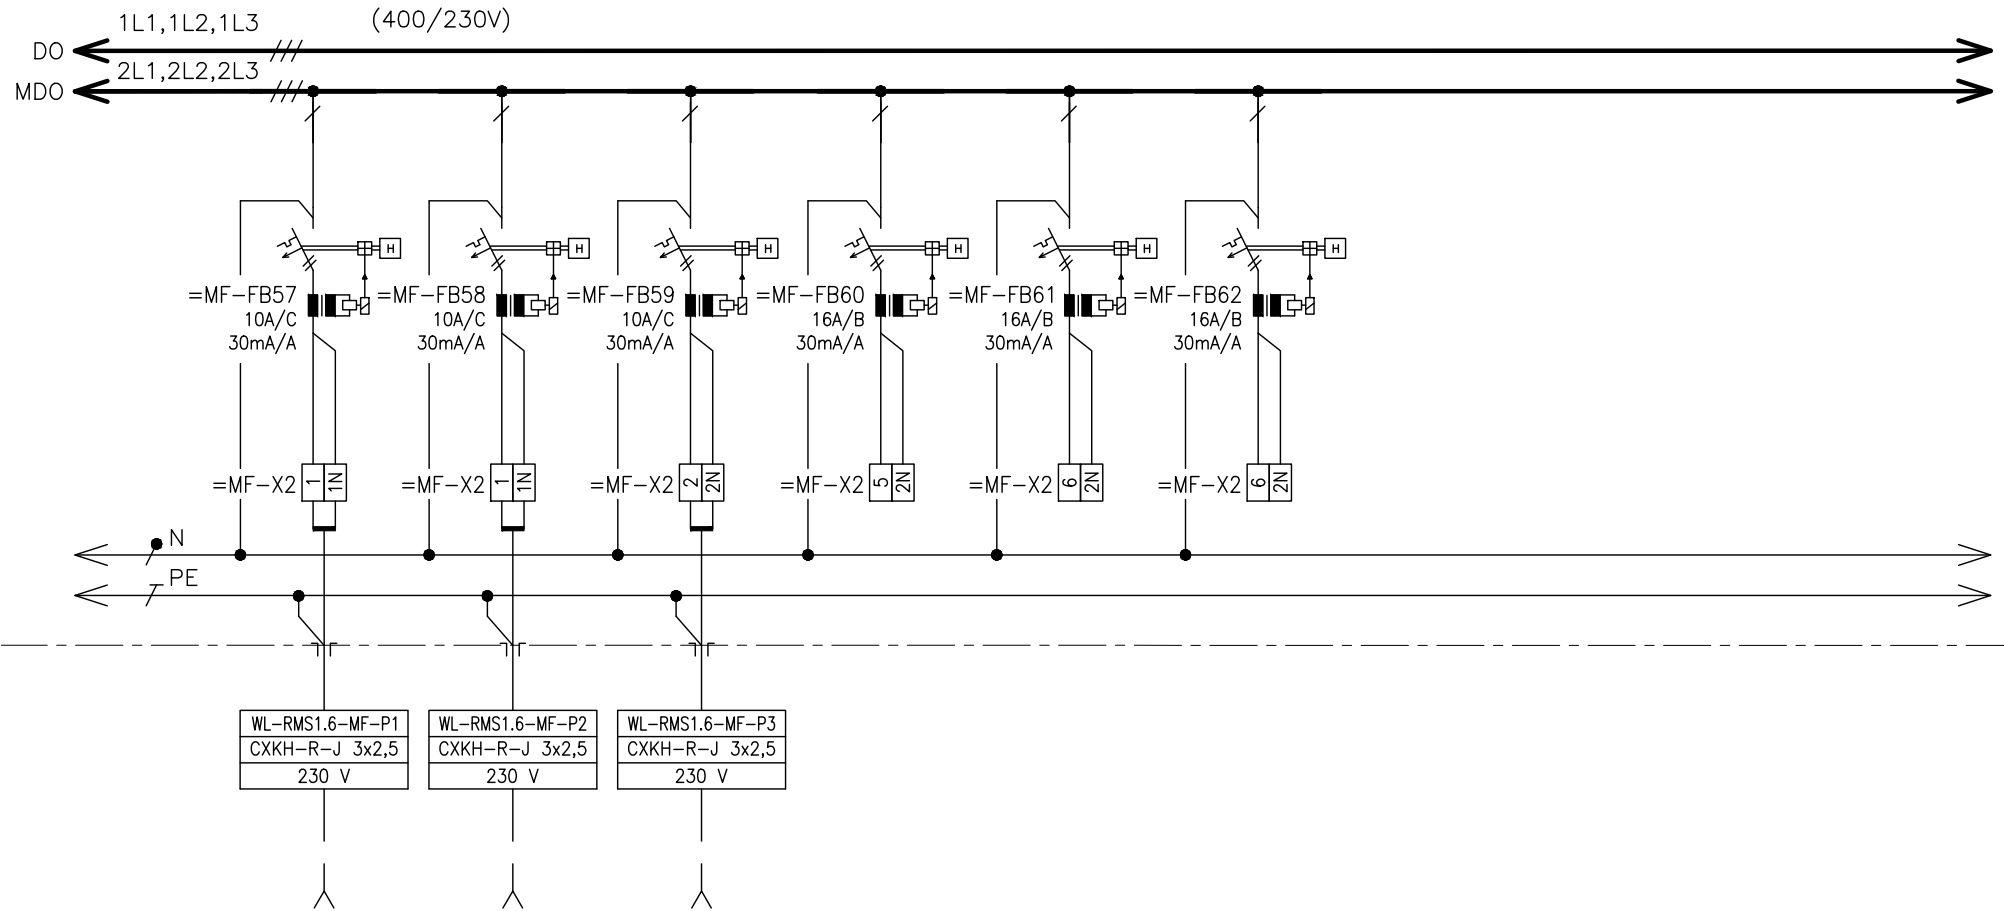 1L1,1L2,1L3 (400/230V)
DO
2L1,2L2,2L3
MDO
H H H H H H
=MF-FB57 =MF-FB58 =MF-FB59 =MF-FB60 =MF-FB61 =MF-FB62
10A/C 10A/C 10A/C 16A/B 16A/B 16A/B
30mA/A 30mA/A 30mA/A 30mA/A 30mA/A 30mA/A
=MF-X2 1 1N =MF-X2 1 1N =MF-X2 2 2N =MF-X2 5 2N =MF-X2 6 2N =MF-X2 6 2N
N
PE
WL-RMS1.6-MF-P1 WL-RMS1.6-MF-P2 WL-RMS1.6-MF-P3
CXKH-R-J 3x2,5 CXKH-R-J 3x2,5 CXKH-R-J 3x2,5
230 V 230 V 230 V